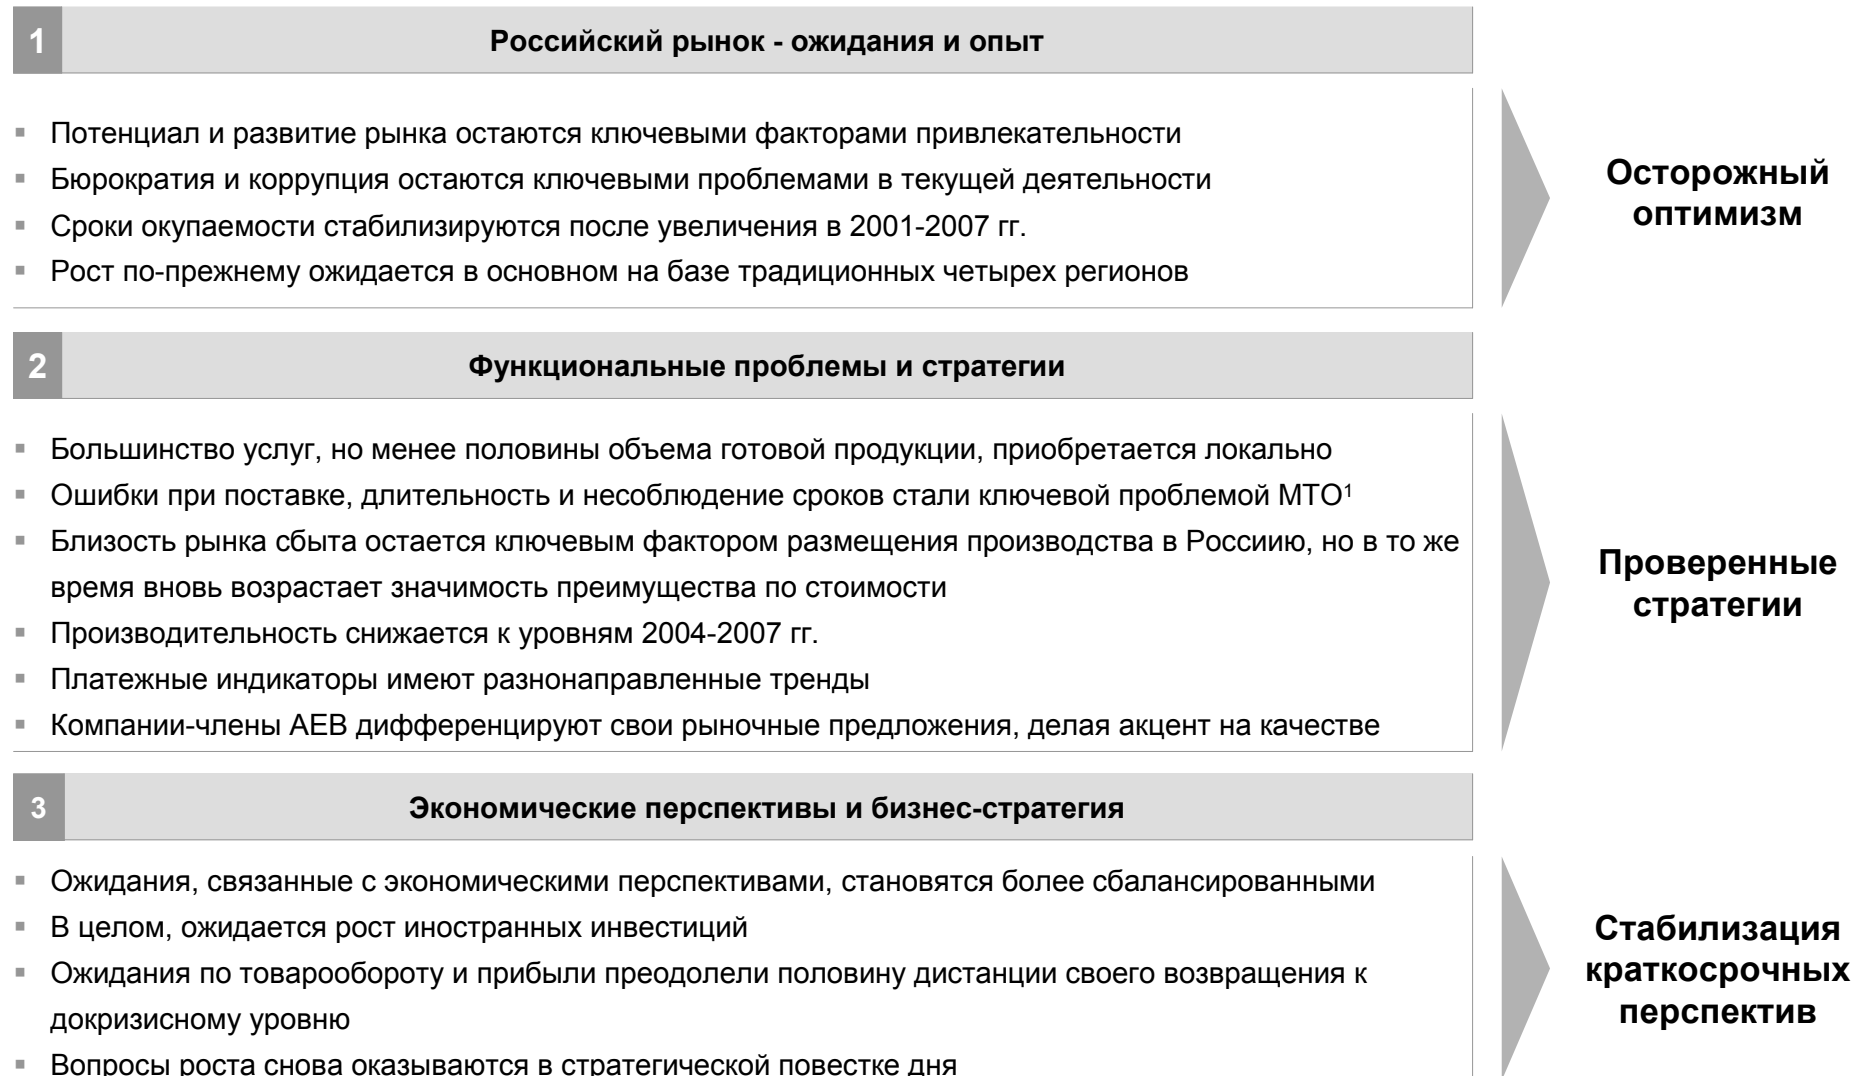 1
Российский рынок - ожидания и опыт
Потенциал и развитие рынка остаются ключевыми факторами привлекательности
Бюрократия и коррупция остаются ключевыми проблемами в текущей деятельности
Сроки окупаемости стабилизируются после увеличения в 2001-2007 гг.
Рост по-прежнему ожидается в основном на базе традиционных четырех регионов
Осторожный
оптимизм
2
Функциональные проблемы и стратегии
Большинство услуг, но менее половины объема готовой продукции, приобретается локально
Ошибки при поставке, длительность и несоблюдение сроков стали ключевой проблемой МТО¹
Близость рынка сбыта остается ключевым фактором размещения производства в Россиию, но в то же
время вновь возрастает значимость преимущества по стоимости
Производительность снижается к уровням 2004-2007 гг.
Платежные индикаторы имеют разнонаправленные тренды
Компании-члены АЕВ дифференцируют свои рыночные предложения, делая акцент на качестве
Проверенные
стратегии
3
Экономические перспективы и бизнес-стратегия
Ожидания, связанные с экономическими перспективами, становятся более сбалансированными
В целом, ожидается рост иностранных инвестиций
Ожидания по товарообороту и прибыли преодолели половину дистанции своего возвращения к
докризисному уровню
Вопросы роста снова оказываются в стратегической повестке дня
Стабилизация
краткосрочных
перспектив